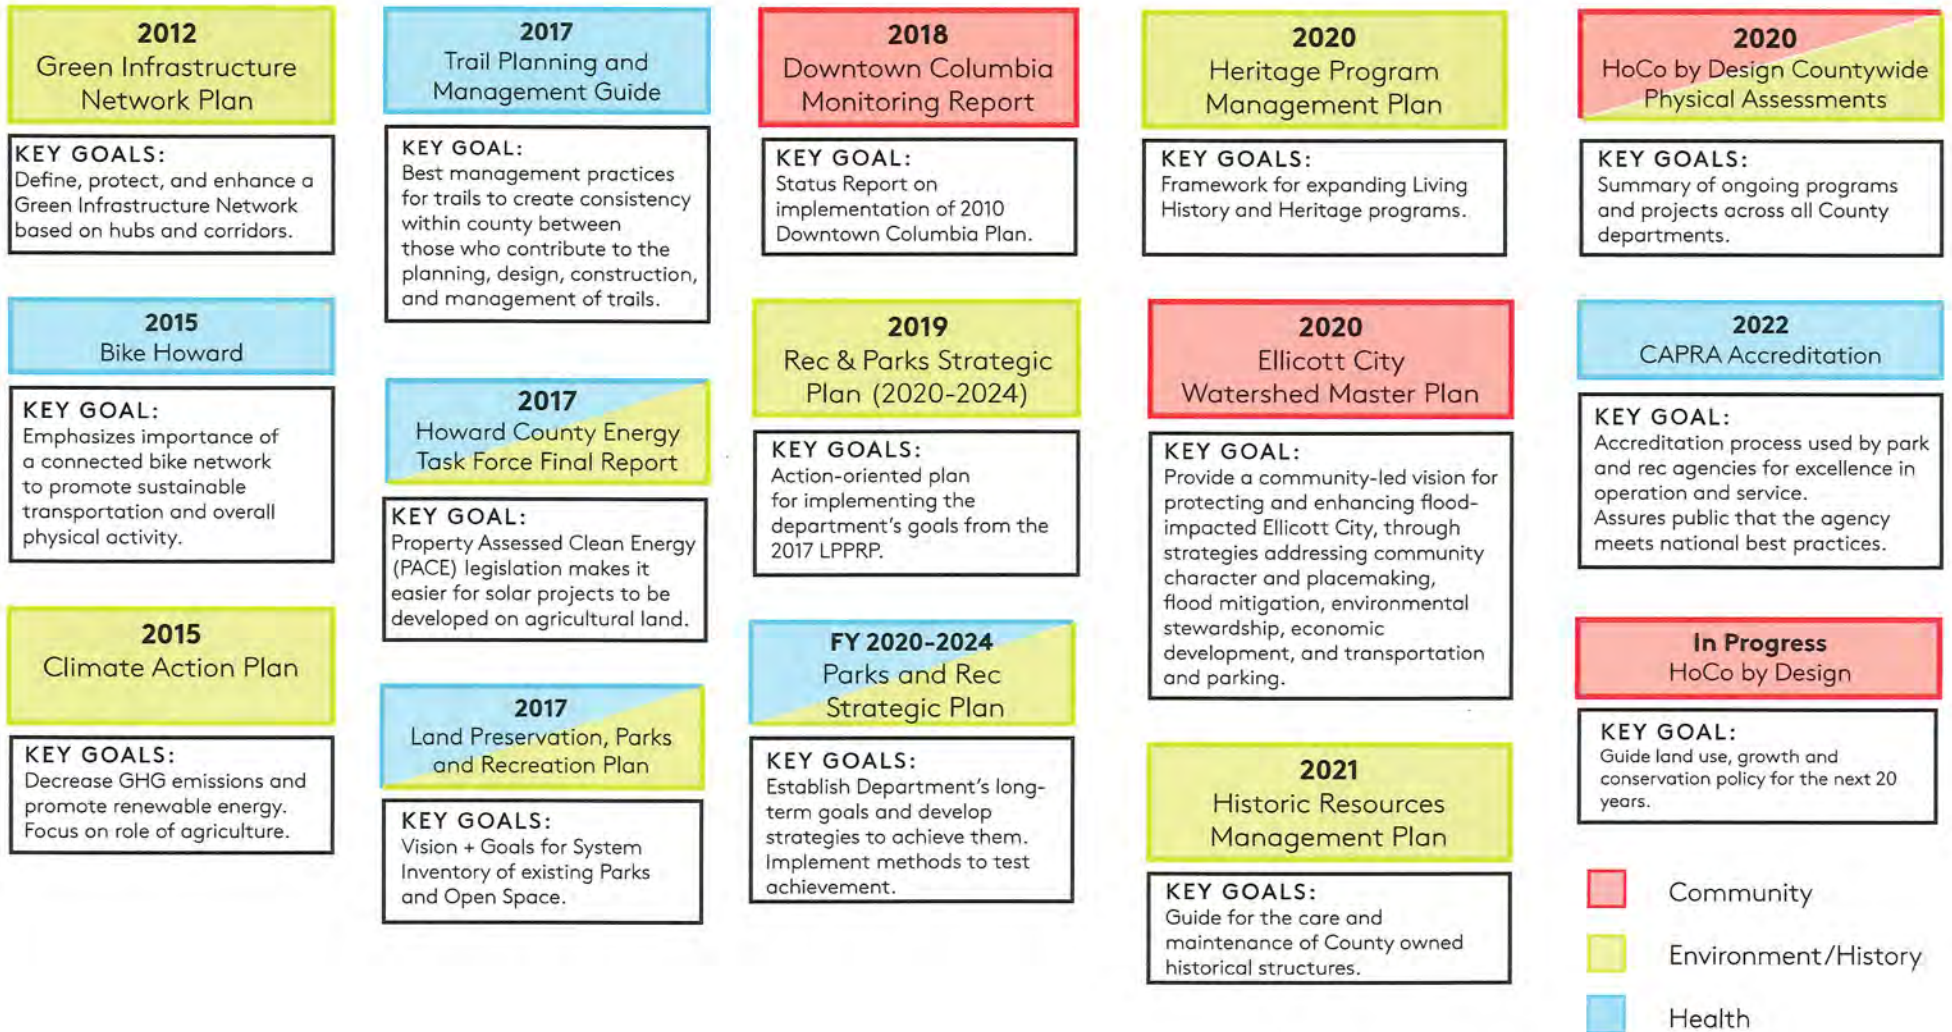 2012
Green Infrastructure
Network Plan
KEY GOALS:
Define, protect, and enhance a
Green Infrastructure Network
based on hubs and corridors.
2015
Bike Howard
KEY GOAL:
Emphasizes importance of
a connected bike network
to promote sustainable
transportation and overall
physical activity.
2015
Climate Action Plan
KEY GOALS:
Decrease GHG emissions and
promote renewable energy.
Focus on role of agriculture.
2017
Trail Planning and
Management Guide
KEY GOAL:
Best management practices
for trails to create consistency
within county between
those who contribute to the
planning, design, construction,
and management of trails.
2017
Howard County Energy
Task Force Final Report
KEY GOAL:
Property Assessed Clean Energy
(PACE) legislation makes it
easier for solar projects to be
developed on agricultural land.
2017
Land Preservation, Parks
and Recreation Plan
KEY GOALS:
Vision + Goals for System
Inventory of existing Parks
and Open Space.
2018
Downtown Columbia
Monitoring Report
KEY GOAL:
Status Report on
implementation of 2010
Downtown Columbia Plan.
2019
Rec & Parks Strategic
Plan (2020-2024)
KEY GOALS:
Action-oriented plan
for implementing the
department's goals from the
2017 LPPRP.
FY 2020-2024
Parks and Rec
Strategic Plan
KEY GOALS:
Establish Department's long-
term goals and develop
strategies to achieve them.
Implement methods to test
achievement.
2020
Heritage Program
Management Plan
KEY GOALS:
Framework for expanding Living
History and Heritage programs.
2020
Ellicott City
Watershed Master Plan
KEY GOAL:
Provide a community-led vision for
protecting and enhancing flood-
impacted Ellicott City, through
strategies addressing community
character and placemaking,
flood mitigation, environmental
stewardship, economic
development, and transportation
and parking.
2021
Historic Resources
Management Plan
KEY GOALS:
Guide for the care and
maintenance of County owned
historical structures.
2020
HoCo by Design Countywide
Physical Assessments
KEY GOALS:
Summary of ongoing programs
and projects across all County
departments.
2022
CAPRA Accreditation
KEY GOAL:
Accreditation process used by park
and rec agencies for excellence in
operation and service.
Assures public that the agency
meets national best practices.
In Progress
HoCo by Design
KEY GOAL:
Guide land use, growth and
conservation policy for the next 20
years.
Community
Environment/History
Health